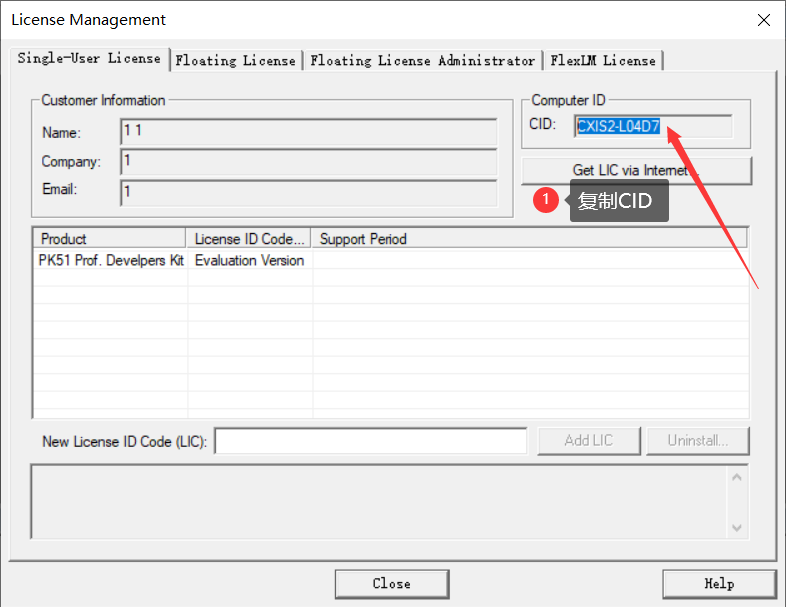 License Management
Single-User License
Floating License
Floating License Administrator
FlexLM License
Customer Information
Name:
1 1
Company:
1
Email:
1
Computer ID
CID:
CXIS2-L04D7
Get LIC via Internet...
1
复制CID
Product
License ID Code...
Support Period
PK51 Prof. Develpers Kit
Evaluation Version
New License ID Code (LIC):
Add LIC
Uninstall...
Close
Help